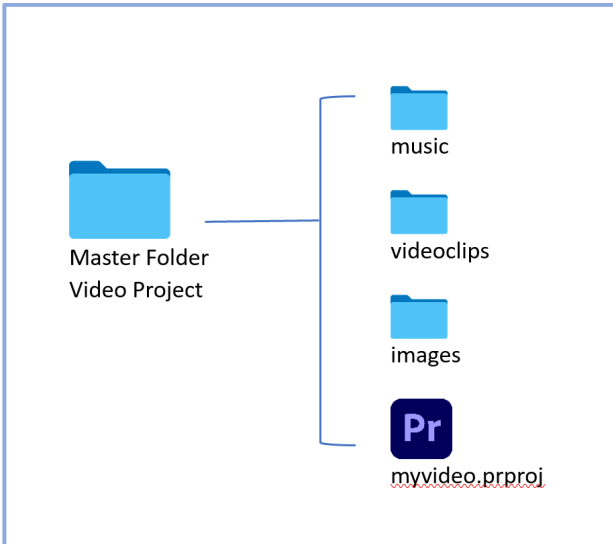 Master Folder
Video Project
music
videoclips
images
Pr
myvideo.prproj